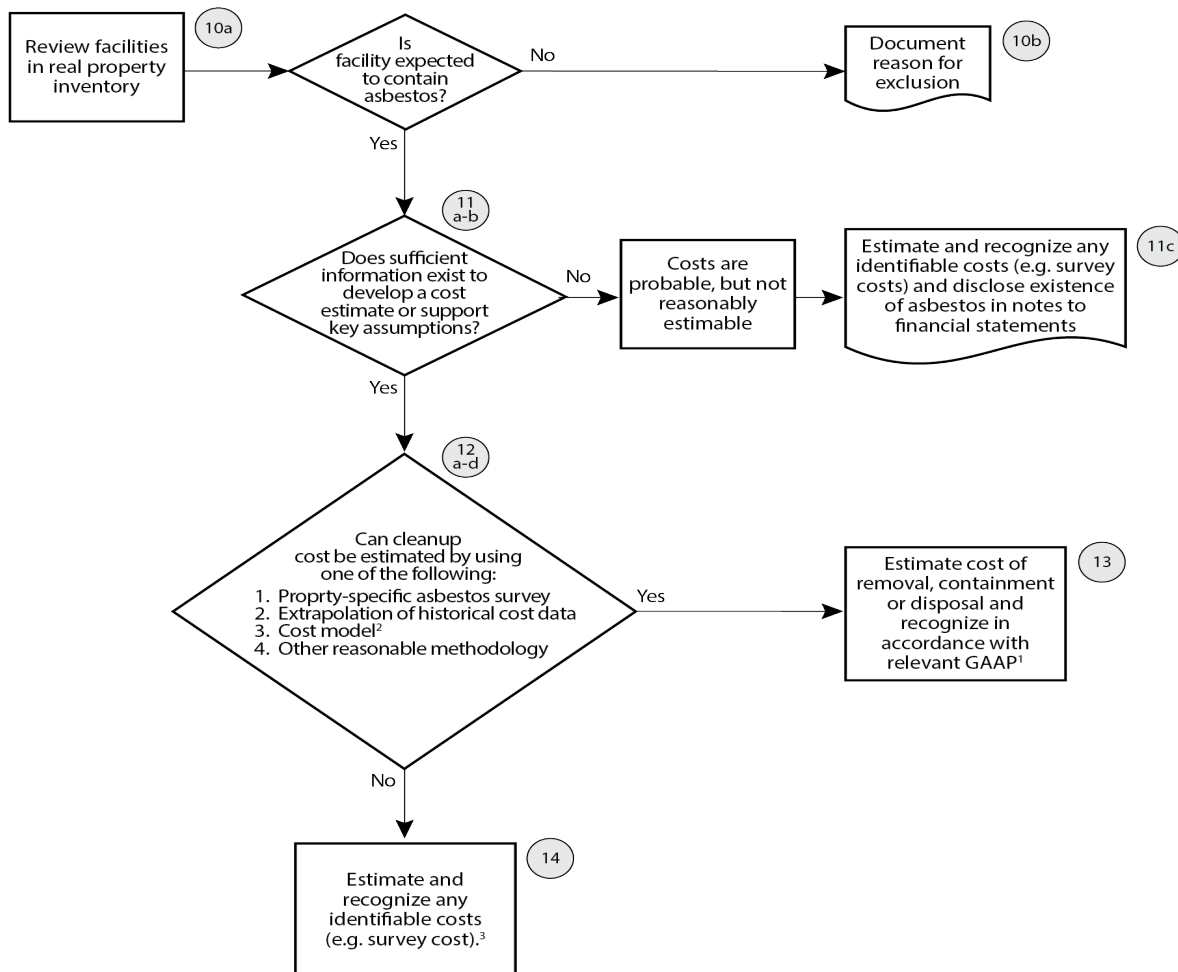 10a
Review facilities
in real property
inventory
Is
facility expected
to contain
asbestos?
No
10b
Document
reason for
exclusion
Yes
11
a-b
Does sufficient
information exist to
develop a cost
estimate or support
key assumptions?
No
Costs are
probable, but not
reasonably
estimable
11c
Estimate and recognize any
identifiable costs (e.g. survey
costs) and disclose existence
of asbestos in notes to
financial statements
Yes
12
a-d
Can cleanup
cost be estimated by using
one of the following:
1. Proprty-specific asbestos survey
2. Extrapolation of historical cost data
3. Cost model²
4. Other reasonable methodology
Yes
13
Estimate cost of
removal, containment
or disposal and
recognize in
accordance with
relevant GAAP¹
No
14
Estimate and
recognize any
identifiable costs
(e.g. survey cost).³